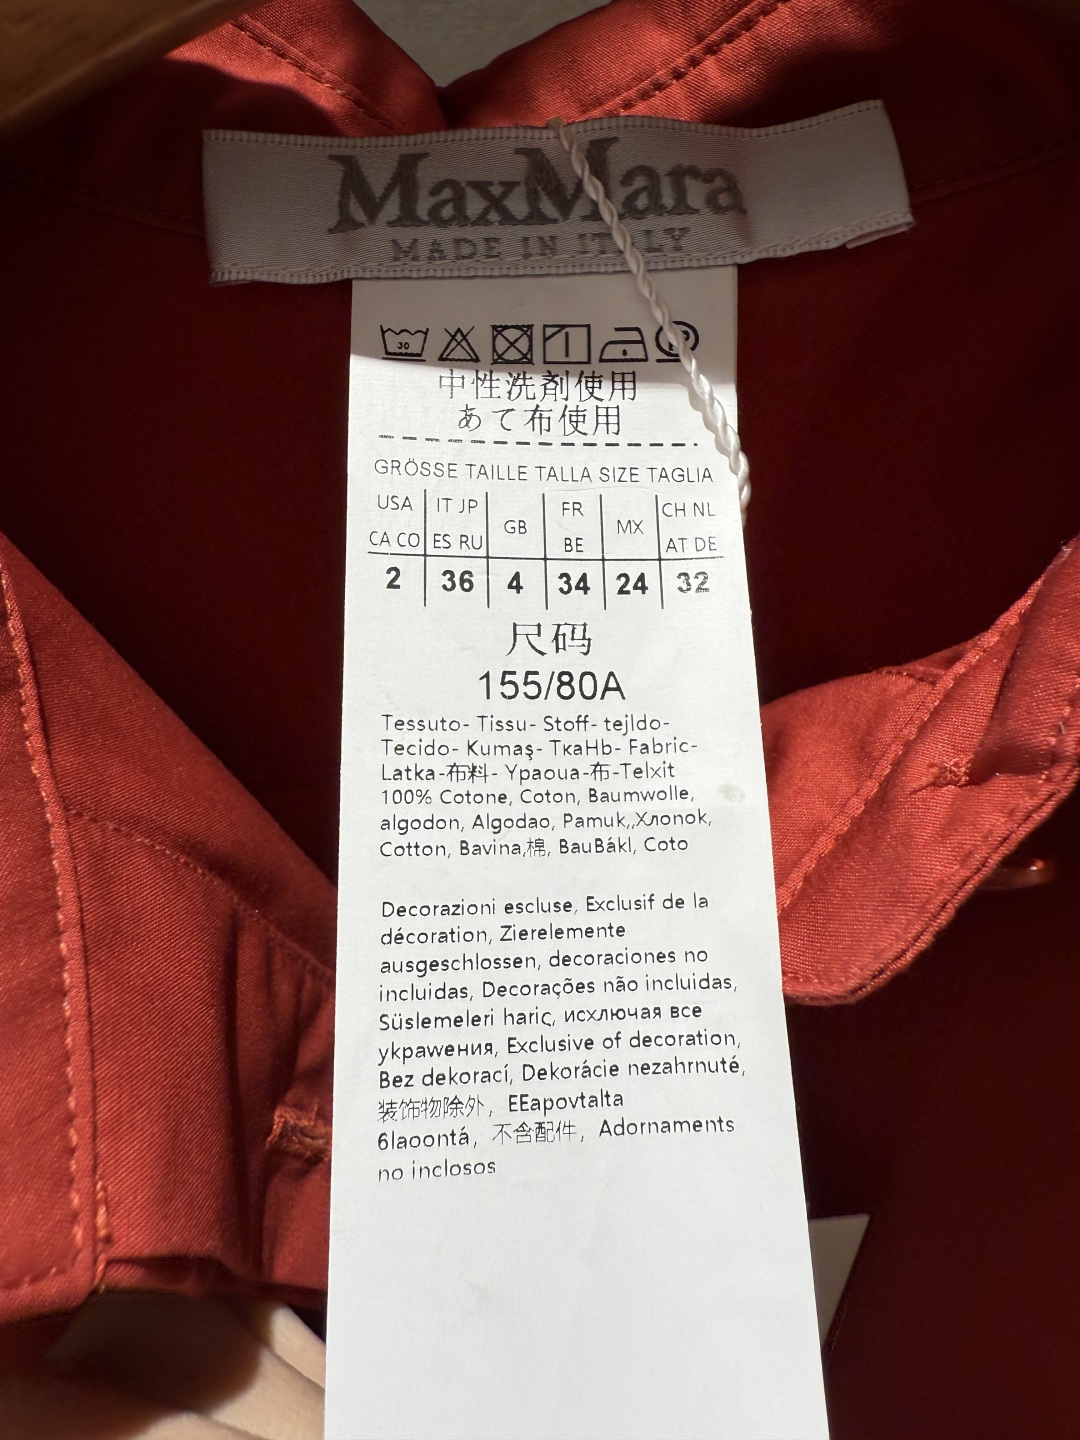 MaxMara
MADE IN ITALY
30
中性洗剤使用
あて布使用
GRÖSSE TAILLE TALLA SIZE TAGLIA
USA CA CO | IT JP ES RU | GB | FR BE | MX | CH NL AT DE
2 | 36 | 4 | 34 | 24 | 32
尺码
155/80A
Tessuto- Tissu- Stoff- tejldo-
Tecido- Kumaş- TкaHb- Fabric-
Latka-布料- Ypaoua-布-Telxit
100% Cotone, Coton, Baumwolle,
algodon, Algodao, Pamuk,,Хлопок,
Cotton, Bavina,棉, BauBákl, Coto
Decorazioni escluse, Exclusif de la
décoration, Zierelemente
ausgeschlossen, decoraciones no
incluidas, Decorações não incluidas,
Süslemeleri hariç, исключая все
укрawения, Exclusive of decoration,
Bez dekorací, Dekorácie nezahrnuté,
装饰物除外, EEapovtalta
6laoontá, 不含配件, Adornaments
no inclosos